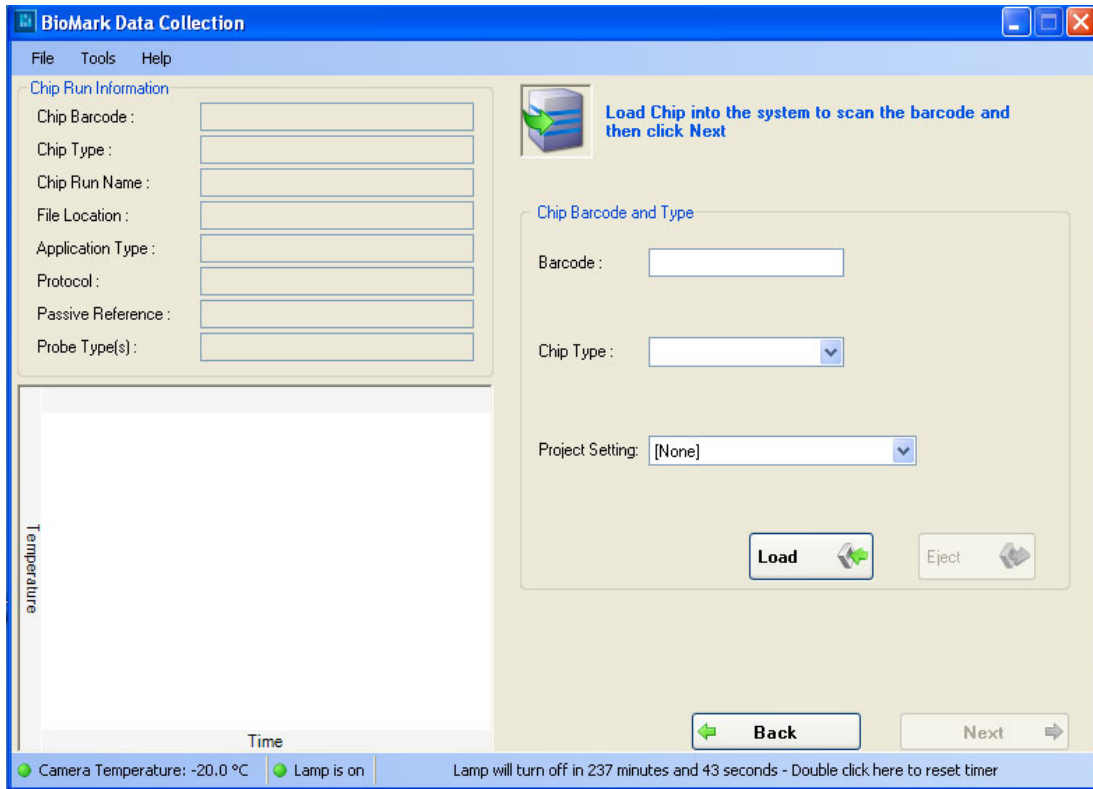 BioMark Data Collection
File Tools Help
Chip Run Information
Chip Barcode :
Chip Type :
Chip Run Name :
File Location :
Application Type :
Protocol :
Passive Reference :
Probe Type(s) :
Temperature
Time
Load Chip into the system to scan the barcode and
then click Next
Chip Barcode and Type
Barcode :
Chip Type :
Project Setting: [None]
Load Eject
Back Next
Camera Temperature: -20.0 °C Lamp is on Lamp will turn off in 237 minutes and 43 seconds - Double click here to reset timer